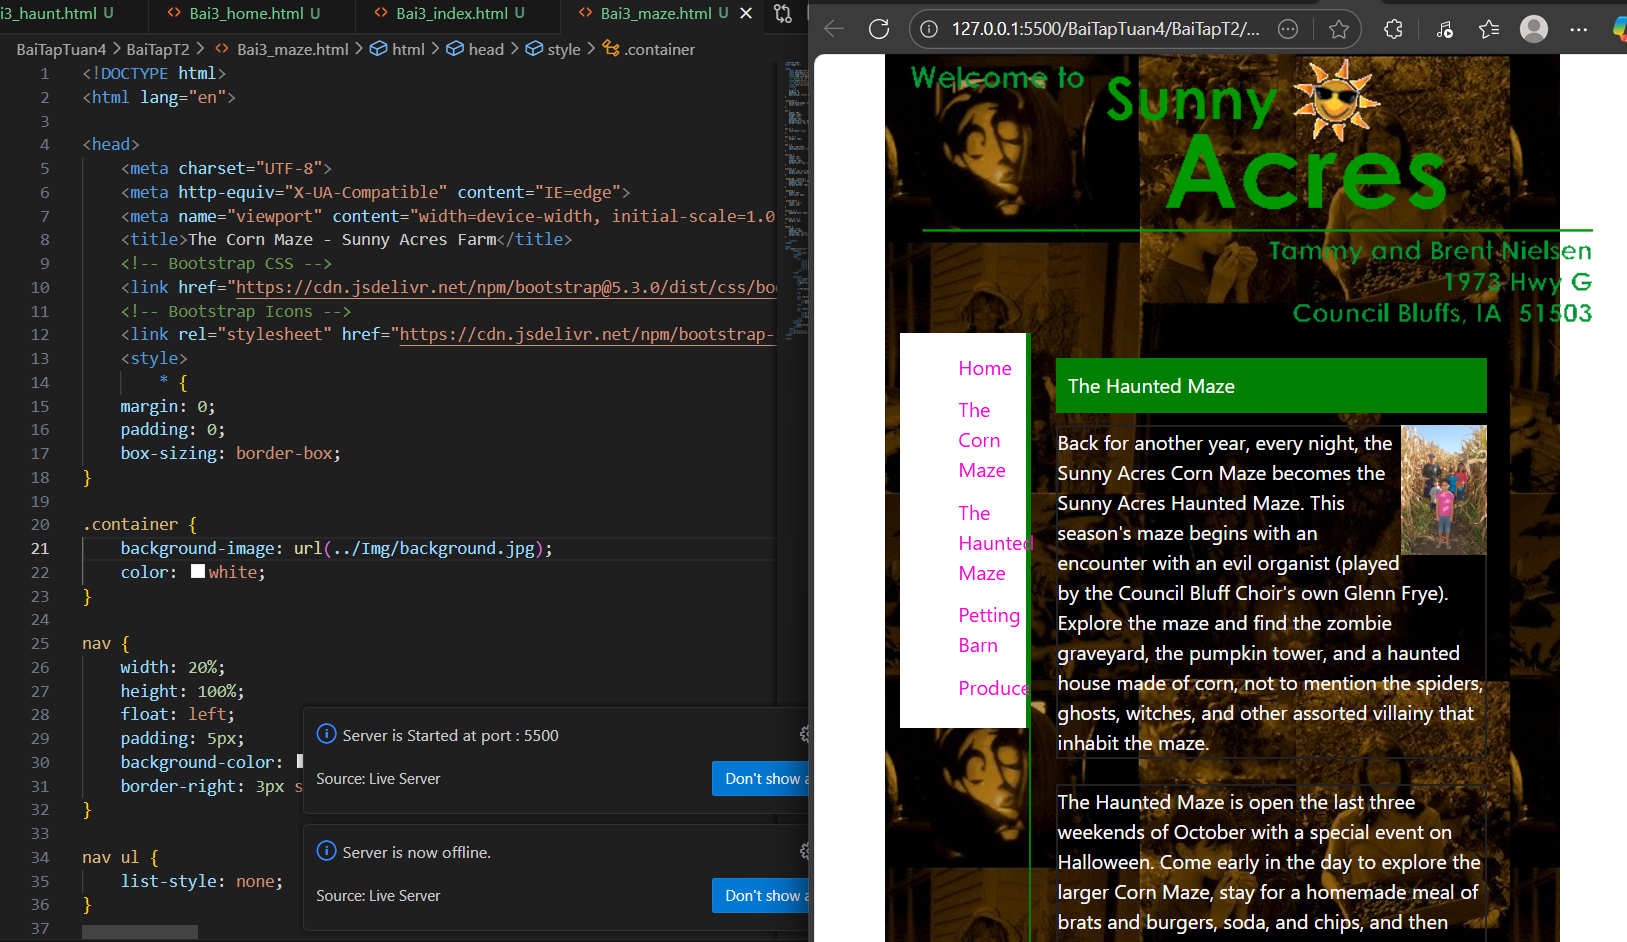 i3_haunt.html U
<> Bai3_home.html U
<> Bai3_index.html U
<> Bai3_maze.html U
BaiTapTuan4 > BaiTapT2 > <> Bai3_maze.html > html > head > style > .container
1 <!DOCTYPE html>
2 <html lang="en">
3
4 <head>
5 <meta charset="UTF-8">
6 <meta http-equiv="X-UA-Compatible" content="IE=edge">
7 <meta name="viewport" content="width=device-width, initial-scale=1.0
8 <title>The Corn Maze - Sunny Acres Farm</title>
9 <!-- Bootstrap CSS -->
10 <link href="https://cdn.jsdelivr.net/npm/bootstrap@5.3.0/dist/css/boo
11 <!-- Bootstrap Icons -->
12 <link rel="stylesheet" href="https://cdn.jsdelivr.net/npm/bootstrap-
13 <style>
14 * {
15 margin: 0;
16 padding: 0;
17 box-sizing: border-box;
18 }
19
20 .container {
21 background-image: url(../Img/background.jpg);
22 color: white;
23 }
24
25 nav {
26 width: 20%;
27 height: 100%;
28 float: left;
29 padding: 5px;
30 background-color:
31 border-right: 3px s
32 }
33
34 nav ul {
35 list-style: none;
36 }
37
Server is Started at port : 5500
Source: Live Server
Don't show a
Server is now offline.
Source: Live Server
Don't show a
127.0.0.1:5500/BaiTapTuan4/BaiTapT2/...
Welcome to
Sunny
Acres
Tammy and Brent Nielsen
1973 Hwy G
Council Bluffs, IA 51503
Home
The
Corn
Maze
The
Haunted
Maze
Petting
Barn
Produce
The Haunted Maze
Back for another year, every night, the
Sunny Acres Corn Maze becomes the
Sunny Acres Haunted Maze. This
season's maze begins with an
encounter with an evil organist (played
by the Council Bluff Choir's own Glenn Frye).
Explore the maze and find the zombie
graveyard, the pumpkin tower, and a haunted
house made of corn, not to mention the spiders,
ghosts, witches, and other assorted villainy that
inhabit the maze.
The Haunted Maze is open the last three
weekends of October with a special event on
Halloween. Come early in the day to explore the
larger Corn Maze, stay for a homemade meal of
brats and burgers, soda, and chips, and then